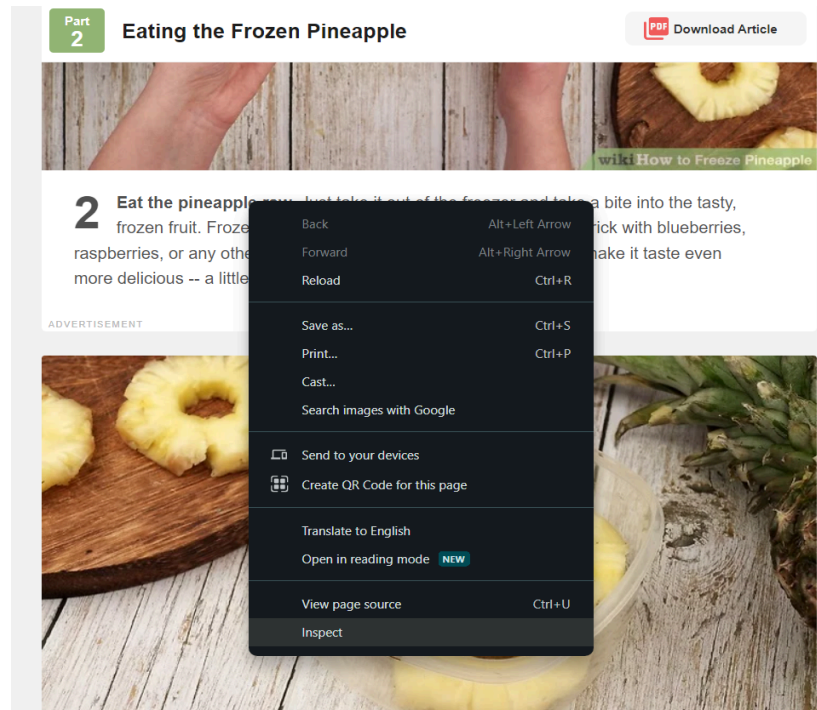 Part
2
Eating the Frozen Pineapple
PDF Download Article
wikiHow to Freeze Pineapple
2 Eat the pineapple raw. Just take it out of the freezer and take a bite into the tasty,
frozen fruit. Froze rick with blueberries,
raspberries, or any othe make it taste even
more delicious -- a little
ADVERTISEMENT
Back Alt+Left Arrow
Forward Alt+Right Arrow
Reload Ctrl+R
Save as... Ctrl+S
Print... Ctrl+P
Cast...
Search images with Google
Send to your devices
Create QR Code for this page
Translate to English
Open in reading mode NEW
View page source Ctrl+U
Inspect